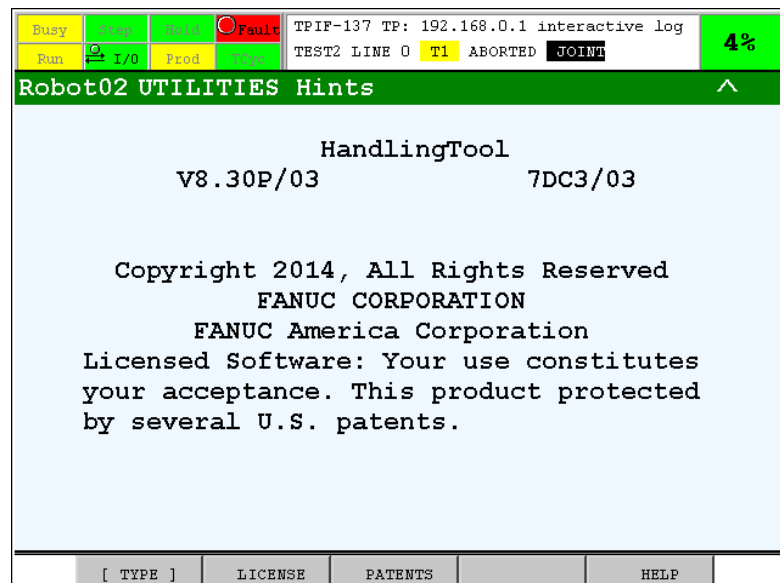 Busy Step Hold Fault TPIF-137 TP: 192.168.0.1 interactive log
Run I/0 Prod TCyc TEST2 LINE 0 T1 ABORTED JOINT 4%
Robot02 UTILITIES Hints
HandlingTool
V8.30P/03 7DC3/03
Copyright 2014, All Rights Reserved
FANUC CORPORATION
FANUC America Corporation
Licensed Software: Your use constitutes
your acceptance. This product protected
by several U.S. patents.
[ TYPE ] LICENSE PATENTS HELP